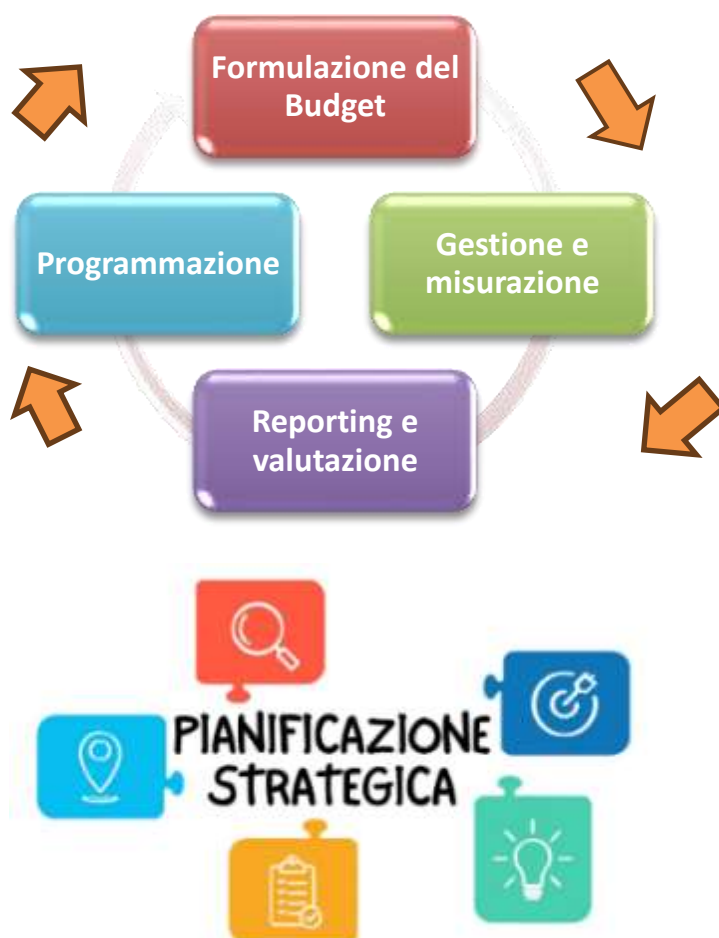 Formulazione del
Budget
Programmazione
Gestione e
misurazione
Reporting e
valutazione
PIANIFICAZIONE
STRATEGICA